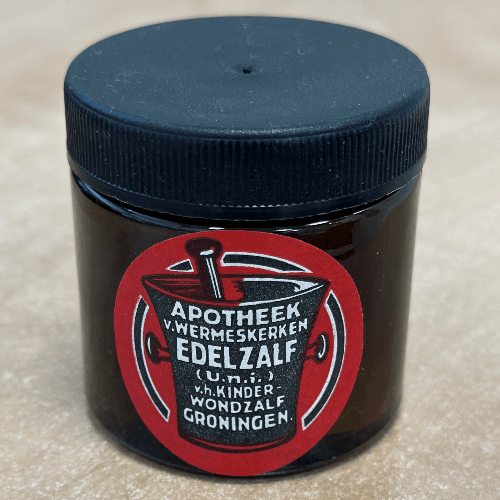 APOTHEEK
v.WERMESKERKEN
EDELZALF
(U.n.i.)
v.h. KINDER-
WONDZALF
GRONINGEN.